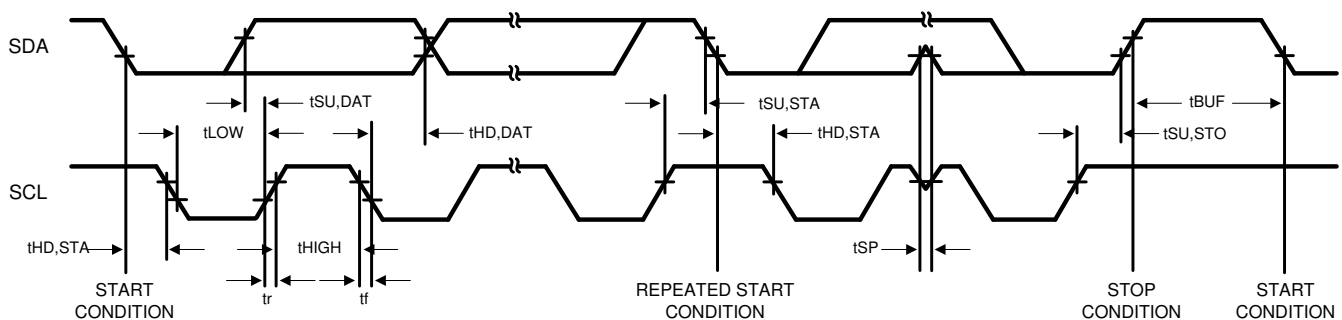 SDA
tSU,DAT
tSU,STA
tBUF
tLOW
tHD,DAT
tHD,STA
tSU,STO
SCL
tHD,STA
tHIGH
tSP
tr
tf
START
CONDITION
REPEATED START
CONDITION
STOP
CONDITION
START
CONDITION